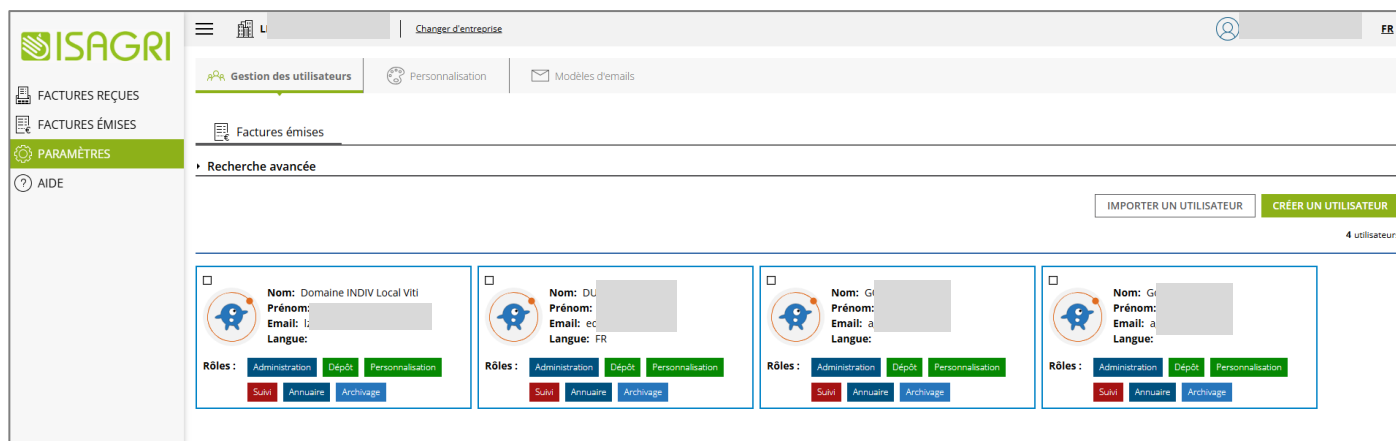 ISAGRI
Changer d'entreprise
FR
FACTURES REÇUES
FACTURES ÉMISES
PARAMÈTRES
AIDE
Gestion des utilisateurs
Personnalisation
Modèles d'emails
Factures émises
Recherche avancée
IMPORTER UN UTILISATEUR
CRÉER UN UTILISATEUR
4 utilisateurs
Nom: Domaine INDIV Local Viti
Prénom:
Email:
Langue:
Rôles :
Administration Dépôt Personnalisation
Suivi Annuaire Archivage
Nom: DU
Prénom:
Email:
Langue: FR
Rôles :
Administration Dépôt Personnalisation
Suivi Annuaire Archivage
Nom:
Prénom:
Email: a
Langue:
Rôles :
Administration Dépôt Personnalisation
Suivi Annuaire Archivage
Nom:
Prénom:
Email: a
Langue:
Rôles :
Administration Dépôt Personnalisation
Suivi Annuaire Archivage